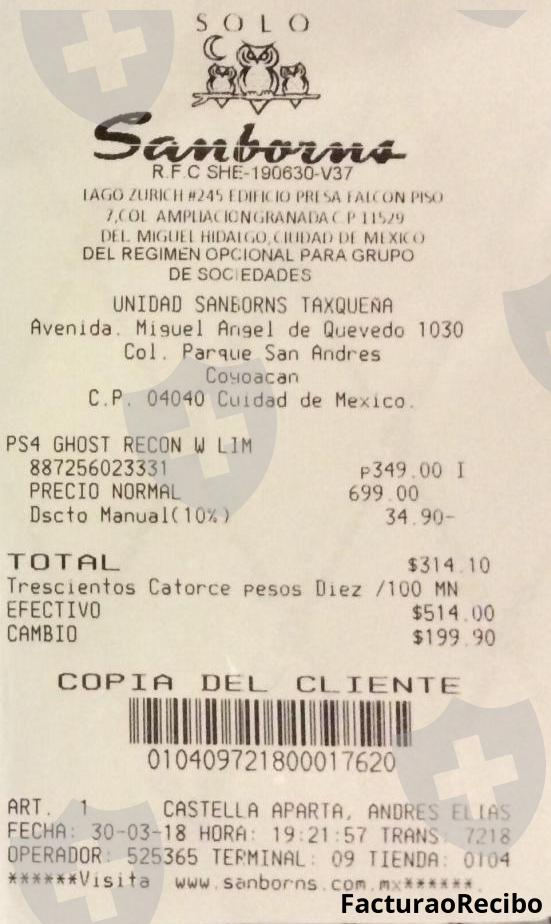 SOLO
Sanborns
R.F.C SHE-190630-V37
LAGO ZURICH #245 EDIFICIO PRESA FALCON PISO
7,COL AMPLIACION GRANADA C P 11529
DEL. MIGUEL HIDALGO, CIUDAD DE MEXICO
DEL REGIMEN OPCIONAL PARA GRUPO
DE SOCIEDADES
UNIDAD SANBORNS TAXQUEÑA
Avenida. Miguel Angel de Quevedo 1030
Col. Parque San Andres
Coyoacan
C.P. 04040 Cuidad de Mexico.
PS4 GHOST RECON W LIM
887256023331 P349.00 I
PRECIO NORMAL 699.00
Dscto Manual(10%) 34.90-
TOTAL $314.10
Trescientos Catorce pesos Diez /100 MN
EFECTIVO $514.00
CAMBIO $199.90
COPIA DEL CLIENTE
010409721800017620
ART. 1 CASTELLA APARTA, ANDRES ELIAS
FECHA: 30-03-18 HORA: 19:21:57 TRANS: 7218
OPERADOR: 525365 TERMINAL: 09 TIENDA: 0104
******Visita www.sanborns.com.mx******.
FacturaoRecibo